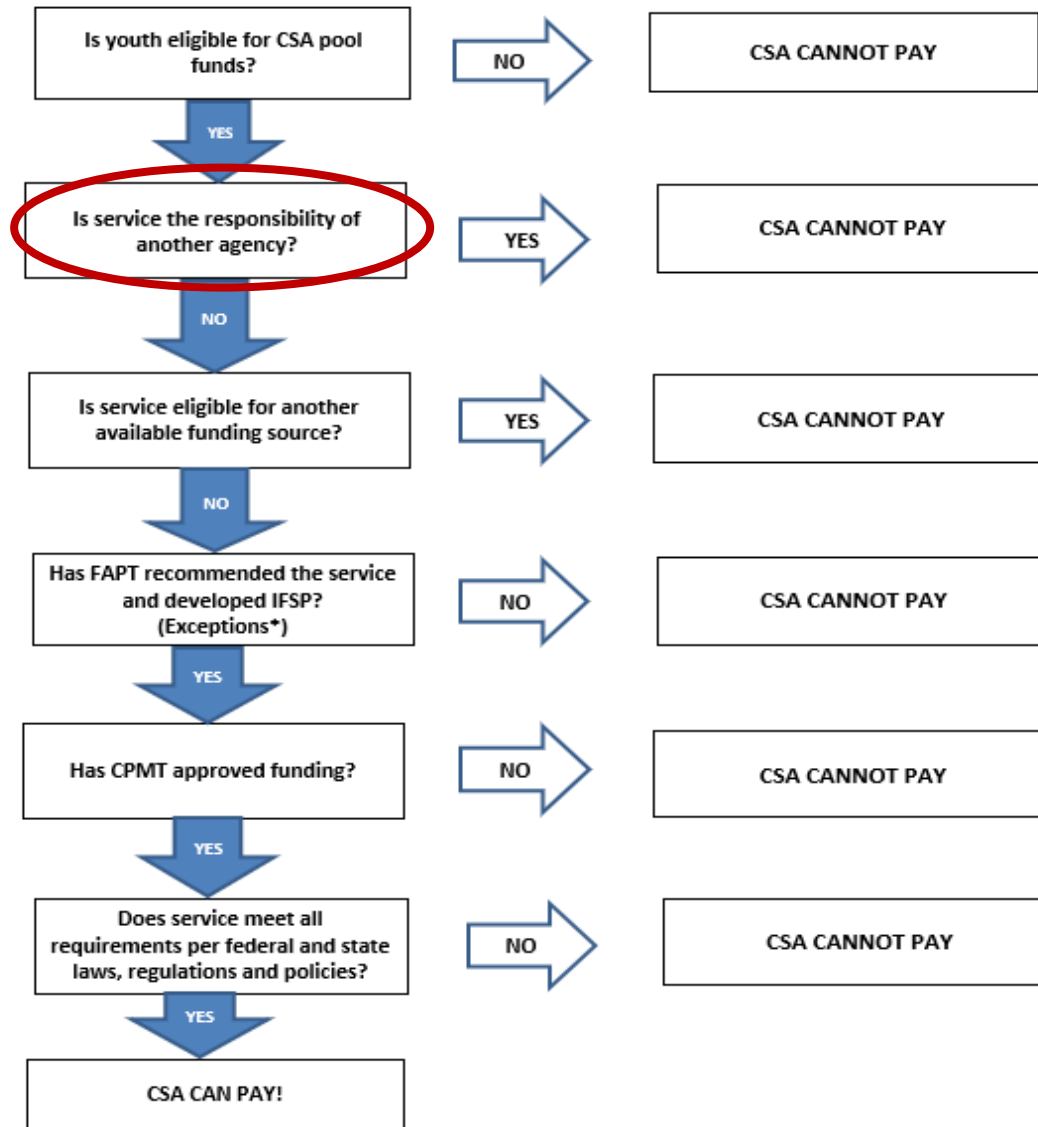 Is youth eligible for CSA pool
funds?
NO
CSA CANNOT PAY
YES
Is service the responsibility of
another agency?
YES
CSA CANNOT PAY
NO
Is service eligible for another
available funding source?
YES
CSA CANNOT PAY
NO
Has FAPT recommended the service
and developed IFSP?
(Exceptions*)
NO
CSA CANNOT PAY
YES
Has CPMT approved funding?
NO
CSA CANNOT PAY
YES
Does service meet all
requirements per federal and state
laws, regulations and policies?
NO
CSA CANNOT PAY
YES
CSA CAN PAY!